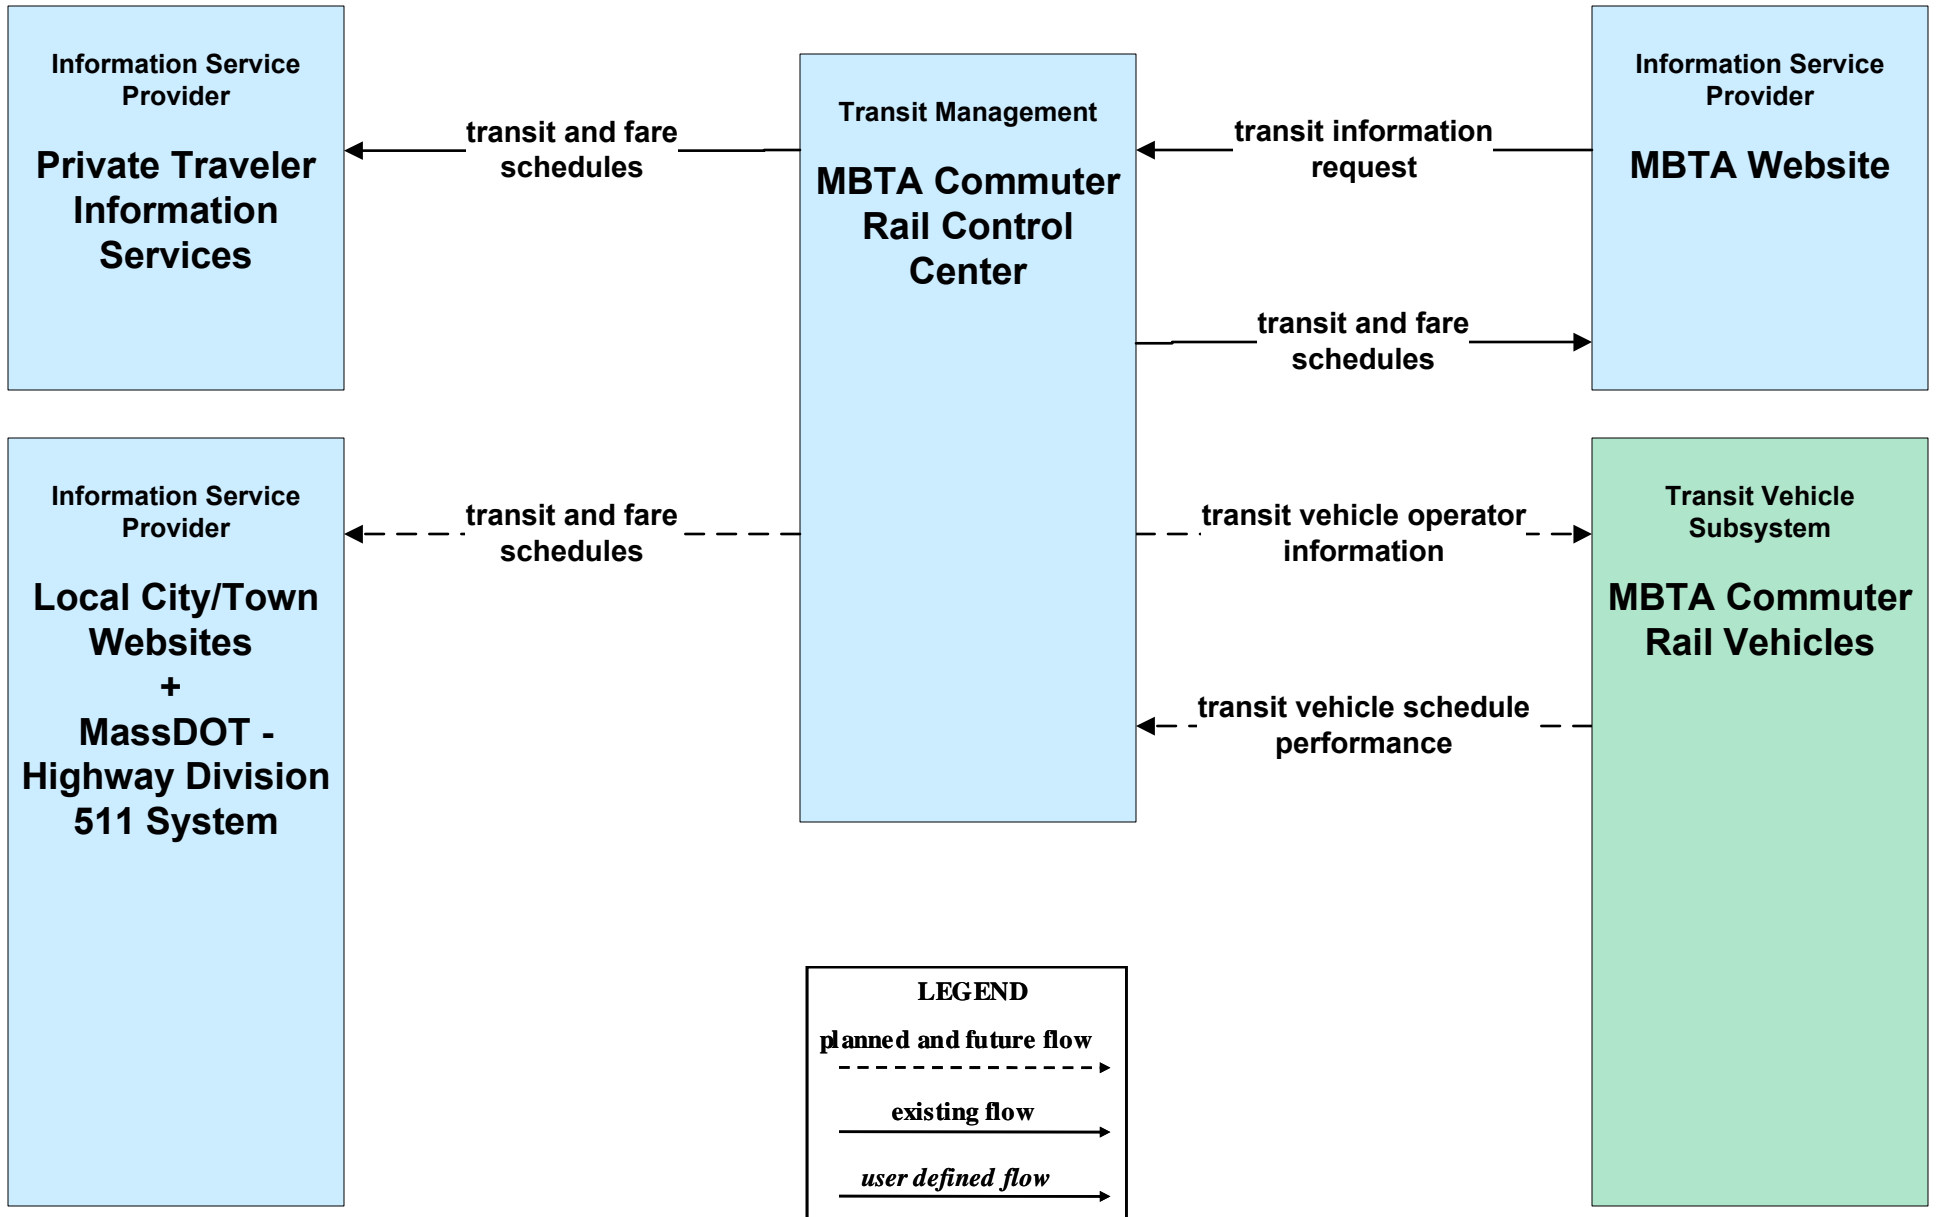 Information Service
Provider
Private Traveler
Information
Services
transit and fare
schedules
Transit Management
MBTA Commuter
Rail Control
Center
transit information
request
Information Service
Provider
MBTA Website
transit and fare
schedules
Information Service
Provider
Local City/Town
Websites
+
MassDOT -
Highway Division
511 System
transit and fare
schedules
transit vehicle operator
information
Transit Vehicle
Subsystem
MBTA Commuter
Rail Vehicles
transit vehicle schedule
performance
LEGEND
planned and future flow
existing flow
user defined flow